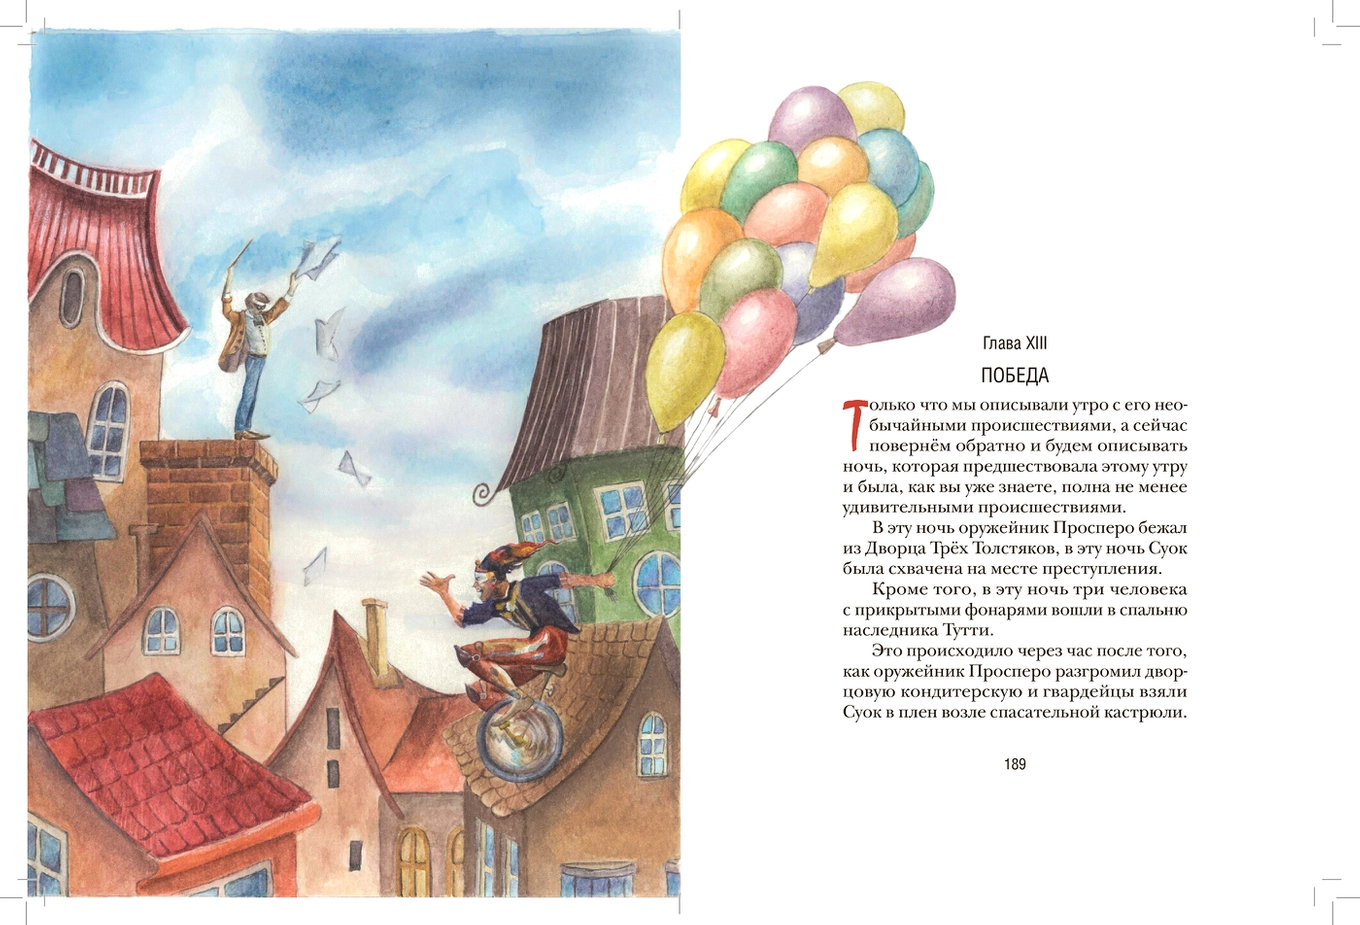 Глава XIII
ПОБЕДА
Только что мы описывали утро с его нео-
бычайными происшествиями, а сейчас
повернём обратно и будем описывать
ночь, которая предшествовала этому утру
и была, как вы уже знаете, полна не менее
удивительными происшествиями.
В эту ночь оружейник Просперо бежал
из Дворца Трёх Толстяков, в эту ночь Суок
была схвачена на месте преступления.
Кроме того, в эту ночь три человека
с прикрытыми фонарями вошли в спальню
наследника Тутти.
Это происходило через час после того,
как оружейник Просперо разгромил двор-
цовую кондитерскую и гвардейцы взяли
Суок в плен возле спасательной кастрюли.
189